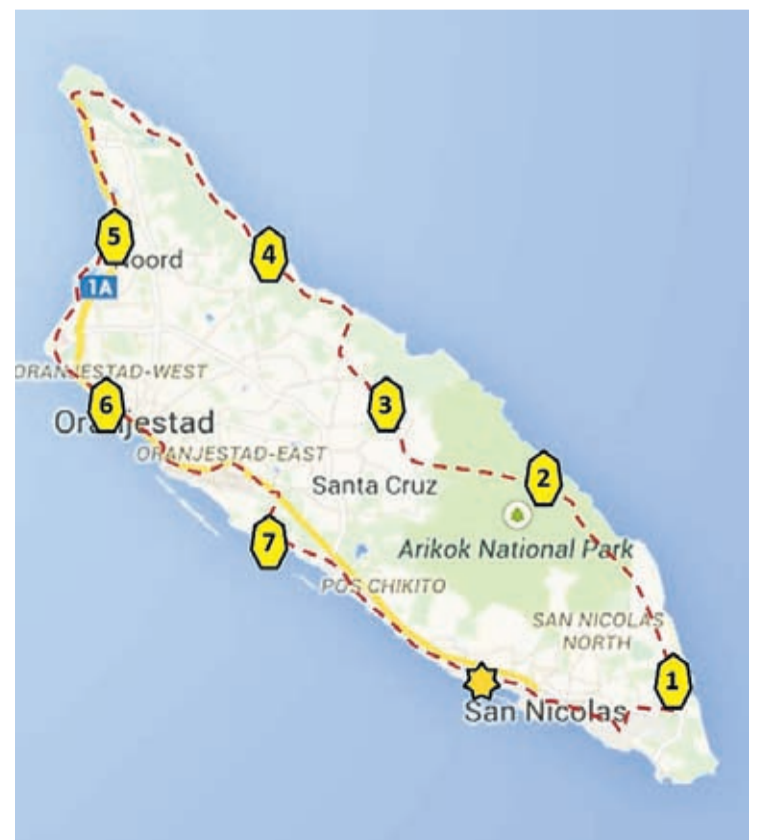 5
Noord
4
1A
ORANJESTAD-WEST
6
3
Oranjestad
ORANJESTAD-EAST
2
Santa Cruz
7
Arikok National Park
POS CHIKITO
SAN NICOLAS
NORTH
1
San Nicolas